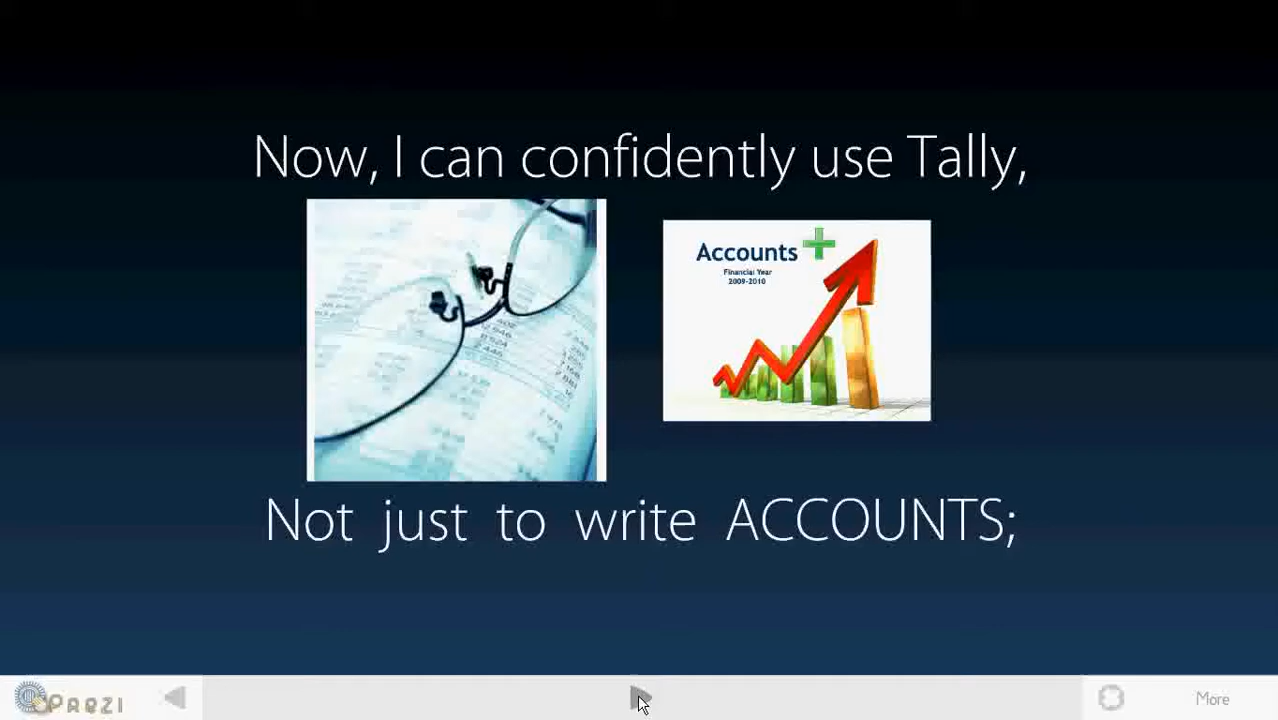 Now, I can confidently use Tally,
Accounts
Financial Year
2009-2010
Not just to write ACCOUNTS;
PREZI
More